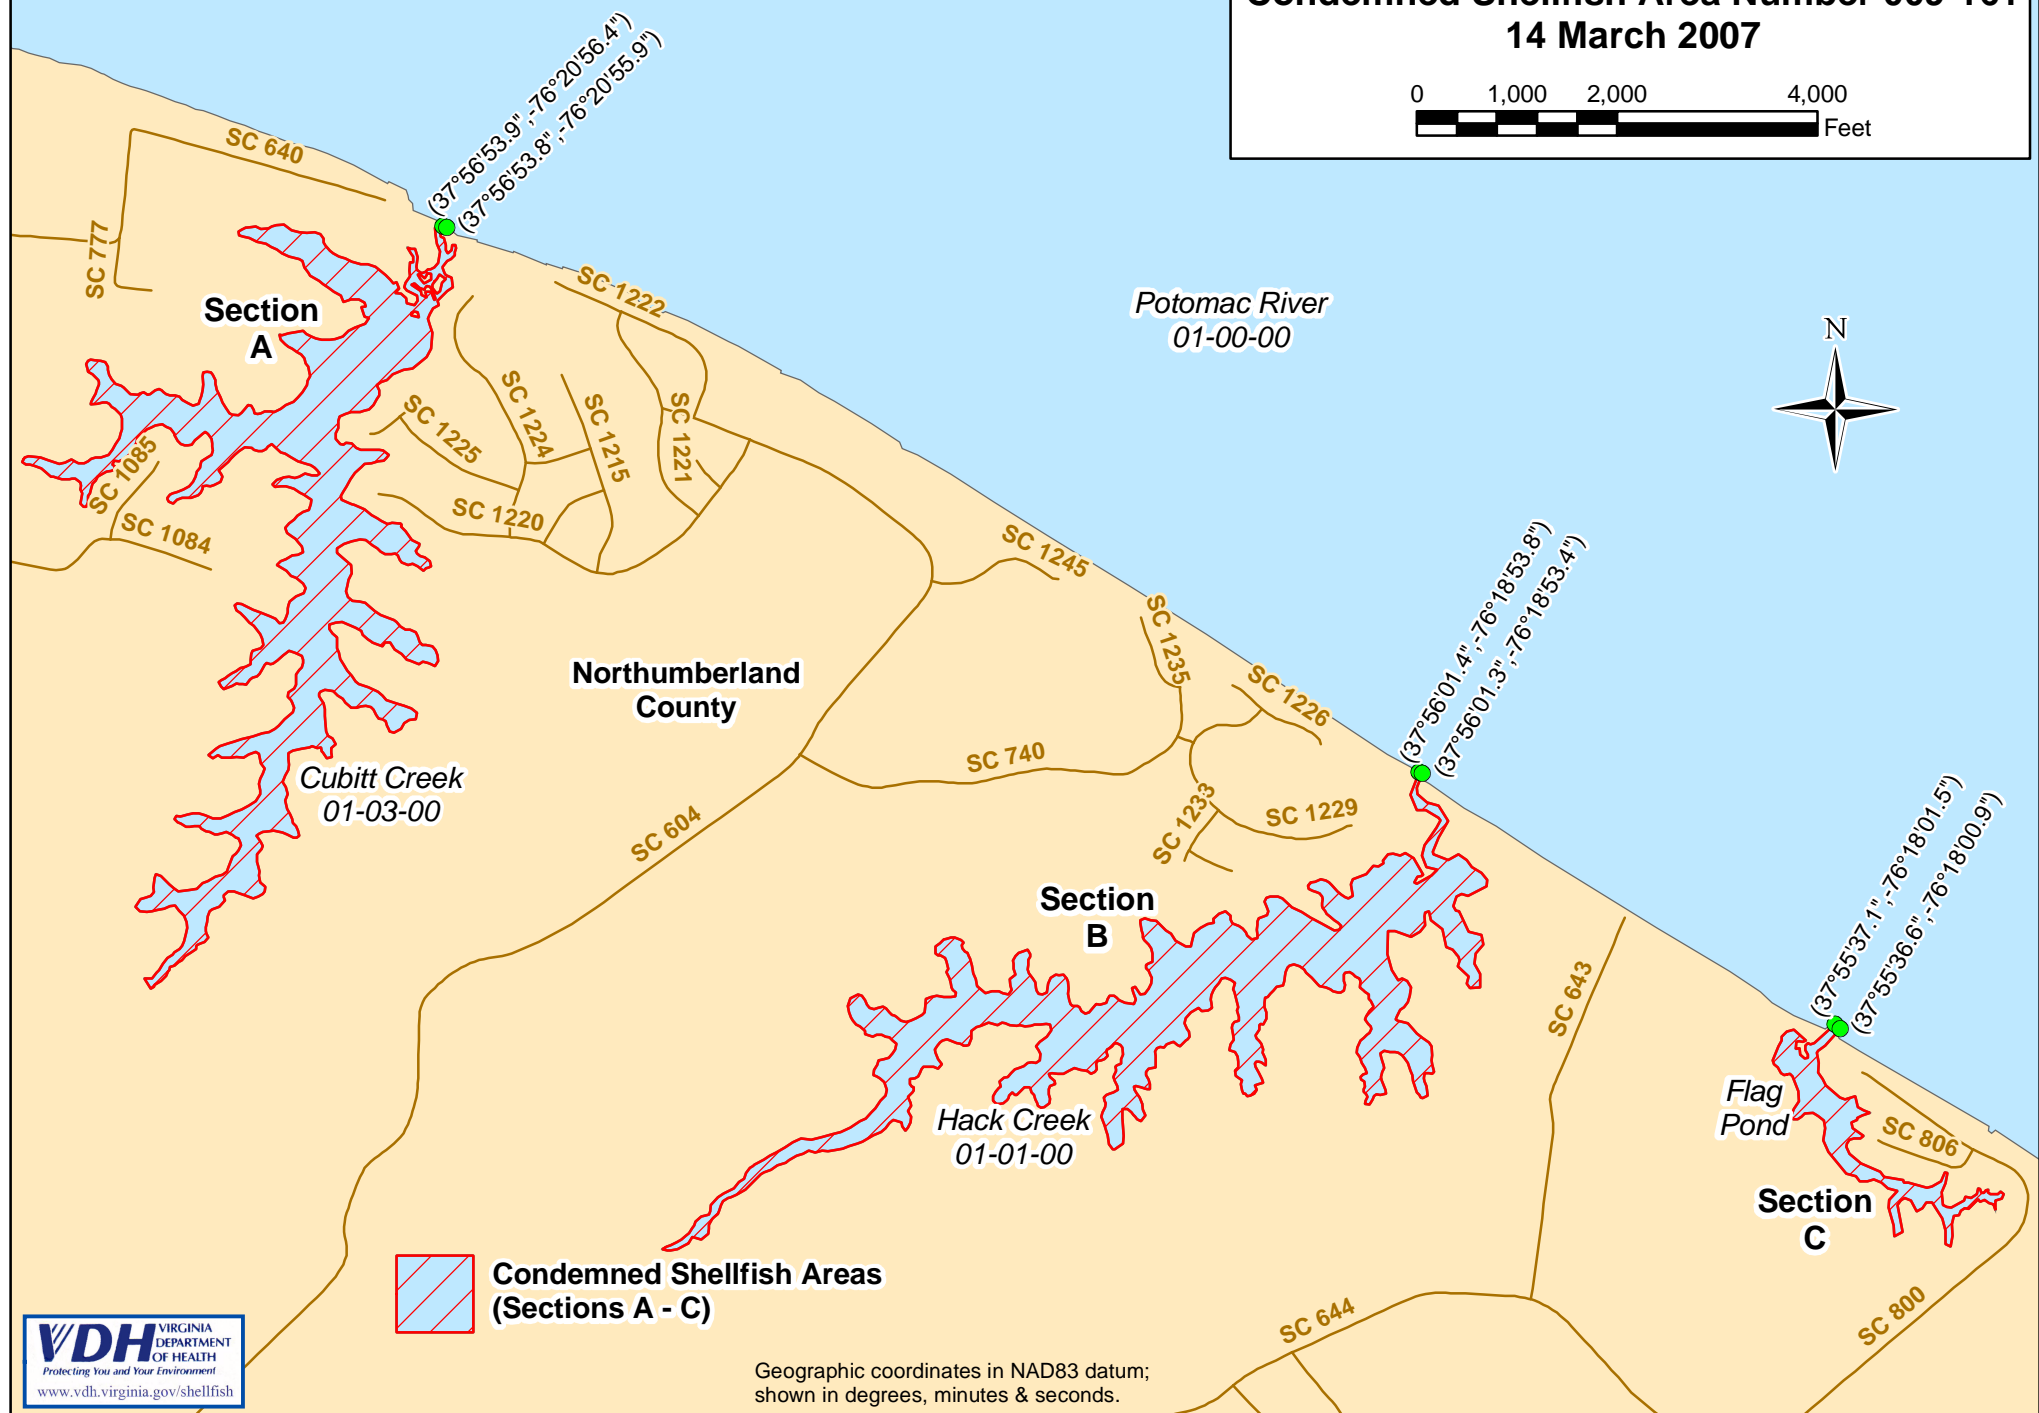 14 March 2007
0 1,000 2,000 4,000
Feet
(37°56'53.9",-76°20'56.4")
(37°56'53.8",-76°20'55.9")
SC 640
SC 777
Section
A
SC 1222
Potomac River
01-00-00
N
SC 1225
SC 1224
SC 1215
SC 1221
SC 1085
SC 1084
SC 1220
SC 1245
(37°56'01.4",-76°18'53.8")
(37°56'01.3",-76°18'53.4")
SC 1235
Northumberland
County
SC 1226
SC 740
Cubitt Creek
01-03-00
SC 604
SC 1233
SC 1229
(37°55'37.1",-76°18'01.5")
(37°55'36.6",-76°18'00.9")
Section
B
SC 643
Hack Creek
01-01-00
Flag
Pond
SC 806
Section
C
Condemned Shellfish Areas
(Sections A - C)
SC 644
SC 800
VDH
VIRGINIA
DEPARTMENT
OF HEALTH
Protecting You and Your Environment
www.vdh.virginia.gov/shellfish
Geographic coordinates in NAD83 datum;
shown in degrees, minutes & seconds.